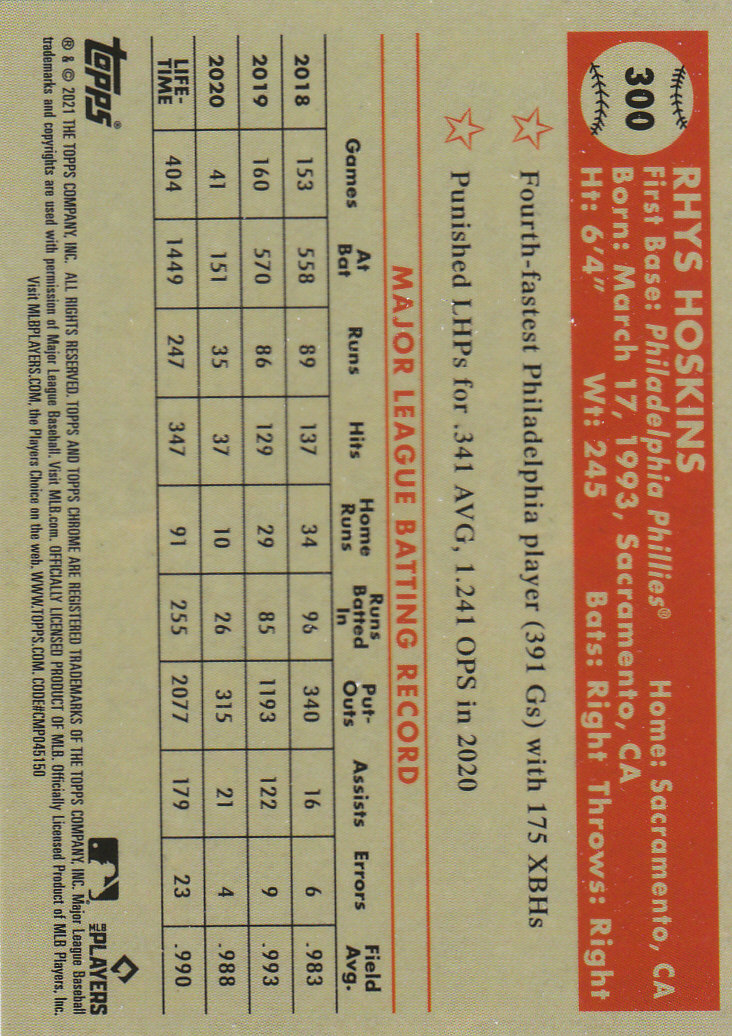 300
RHYS HOSKINS
First Base: Philadelphia Phillies® Home: Sacramento, CA
Born: March 17, 1993, Sacramento, CA
Ht: 6'4" Wt: 245 Bats: Right Throws: Right
Fourth-fastest Philadelphia player (391 Gs) with 175 XBHs
Punished LHPs for .341 AVG, 1.241 OPS in 2020
MAJOR LEAGUE BATTING RECORD
Games At Bat Runs Hits Home Runs Runs Batted In Put-Outs Assists Errors Field Avg.
2018 153 558 89 137 34 96 340 16 6 .983
2019 160 570 86 129 29 85 1193 122 9 .993
2020 41 151 35 37 10 26 315 21 4 .988
LIFE-TIME 404 1449 247 347 91 255 2077 179 23 .990
topps®
MLB PLAYERS
® & © 2021 THE TOPPS COMPANY, INC. ALL RIGHTS RESERVED. TOPPS AND TOPPS CHROME ARE REGISTERED TRADEMARKS OF THE TOPPS COMPANY, INC. Major League Baseball
trademarks and copyrights are used with permission of Major League Baseball. Visit MLB.com. OFFICIALLY LICENSED PRODUCT OF MLB. Officially Licensed Product of MLB Players, Inc.
Visit MLBPLAYERS.COM, the Players Choice on the web. WWW.TOPPS.COM. CODE#CMP045150